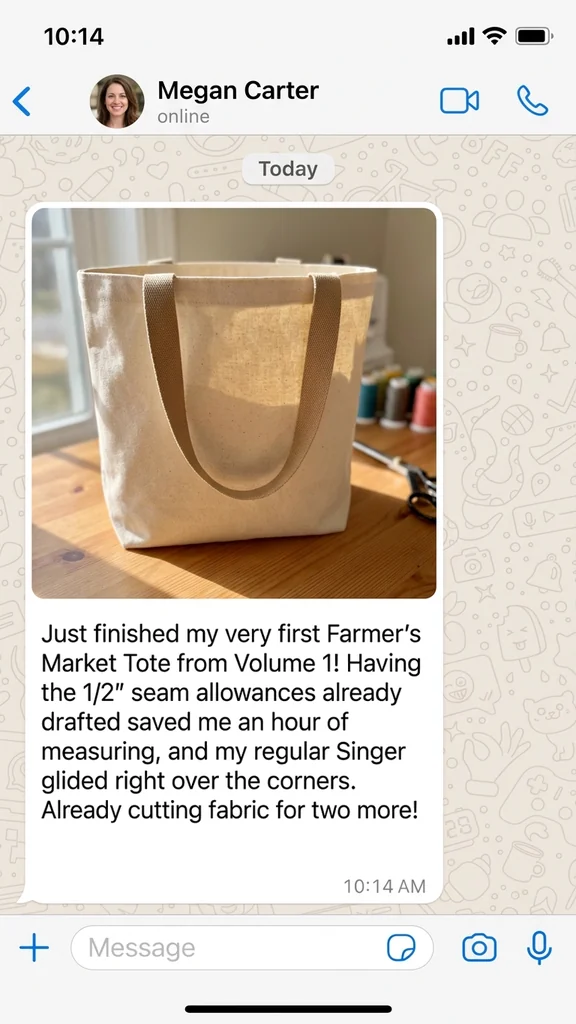 10:14
Megan Carter
online
Today
Just finished my very first Farmer’s
Market Tote from Volume 1! Having
the 1/2” seam allowances already
drafted saved me an hour of
measuring, and my regular Singer
glided right over the corners.
Already cutting fabric for two more!
10:14 AM
Message